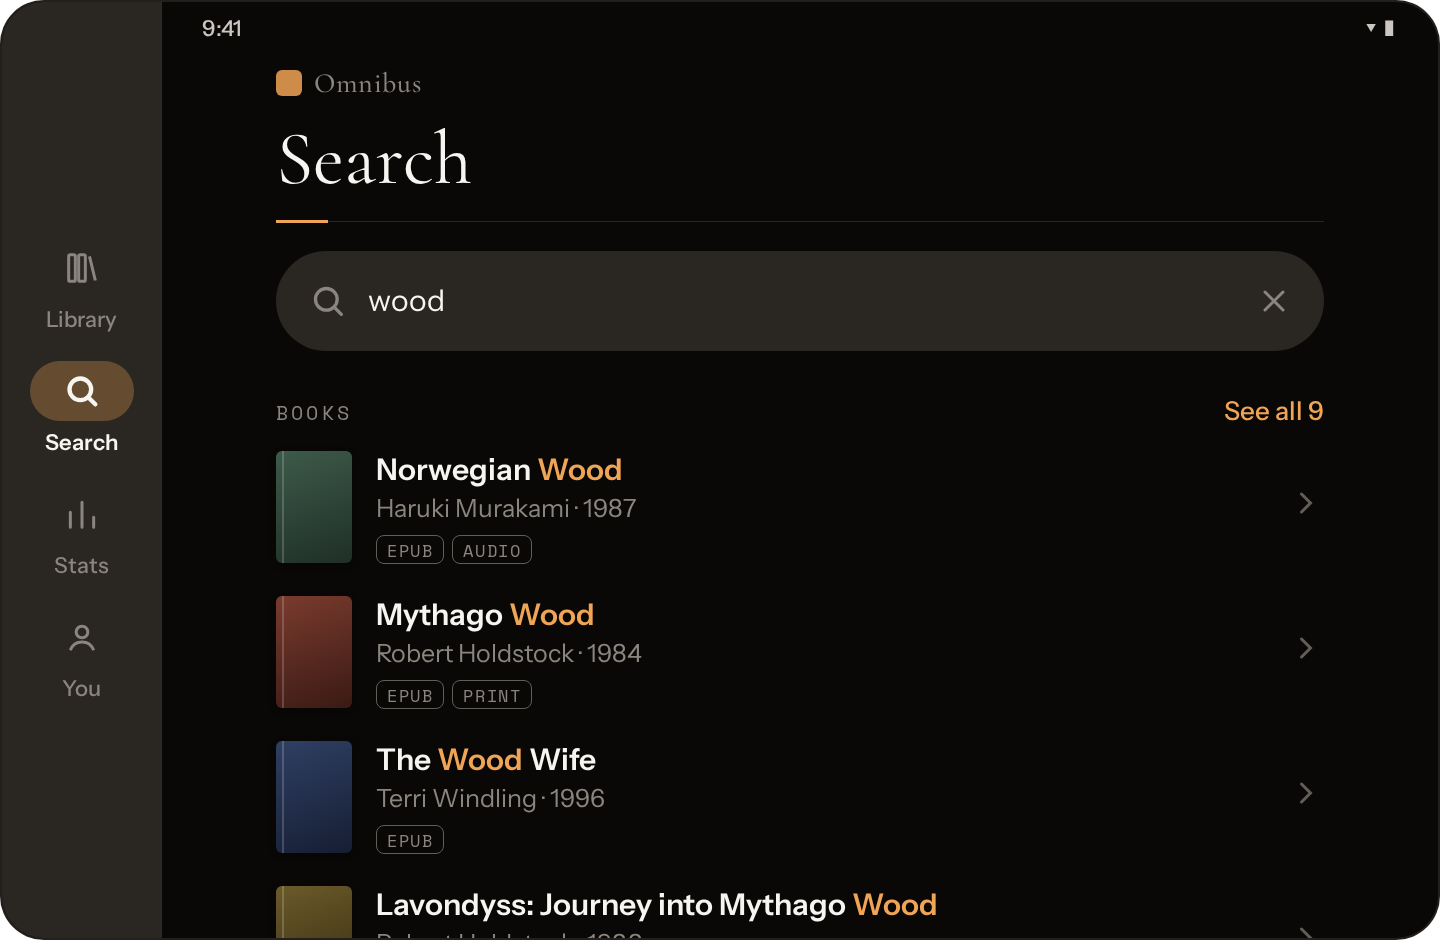 9:41
Omnibus
Search
wood
Library
Search
Stats
You
BOOKS
See all 9
Norwegian Wood
Haruki Murakami · 1987
EPUB
AUDIO
Mythago Wood
Robert Holdstock · 1984
EPUB
PRINT
The Wood Wife
Terri Windling · 1996
EPUB
Lavondyss: Journey into Mythago Wood